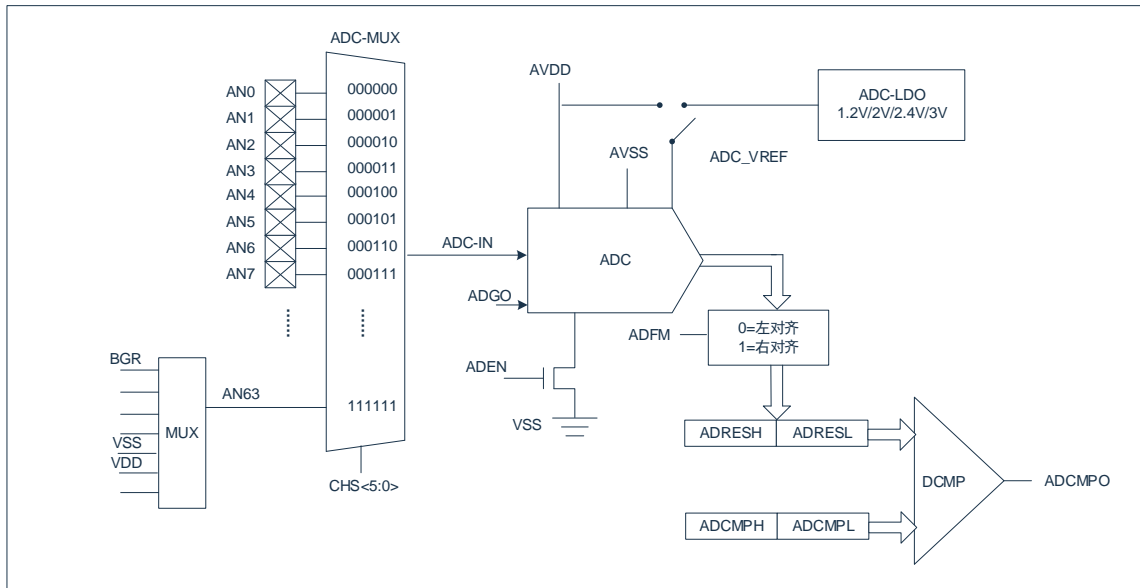 ADC-MUX
AVDD
ADC-LDO
1.2V/2V/2.4V/3V
AN0
000000
AN1
000001
AN2
000010
AN3
000011
AN4
000100
AN5
000101
AN6
000110
AN7
000111
AVSS
ADC_VREF
ADC-IN
ADC
ADGO
ADFM
0=左对齐
1=右对齐
BGR
ADEN
AN63
111111
MUX
VSS
VSS
VDD
ADRESH
ADRESL
CHS<5:0>
DCMP
ADCMPO
ADCMPH
ADCMPL